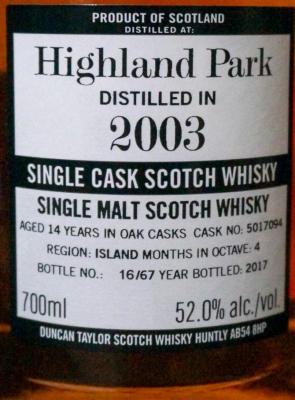 PRODUCT OF SCOTLAND
DISTILLED AT:
Highland Park
DISTILLED IN
2003
SINGLE CASK SCOTCH WHISKY
SINGLE MALT SCOTCH WHISKY
AGED 14 YEARS IN OAK CASKS CASK NO: 5017094
REGION: ISLAND MONTHS IN OCTAVE: 4
BOTTLE NO.: 16/67 YEAR BOTTLED: 2017
700ml 52.0% alc./vol.
DUNCAN TAYLOR SCOTCH WHISKY HUNTLY AB54 8HP